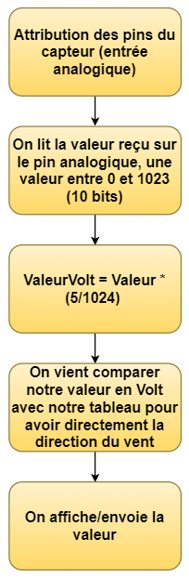 Attribution des pins du
capteur (entrée
analogique)
On lit la valeur reçu sur
le pin analogique, une
valeur entre 0 et 1023
(10 bits)
ValeurVolt = Valeur *
(5/1024)
On vient comparer
notre valeur en Volt
avec notre tableau pour
avoir directement la
direction du vent
On affiche/envoie la
valeur